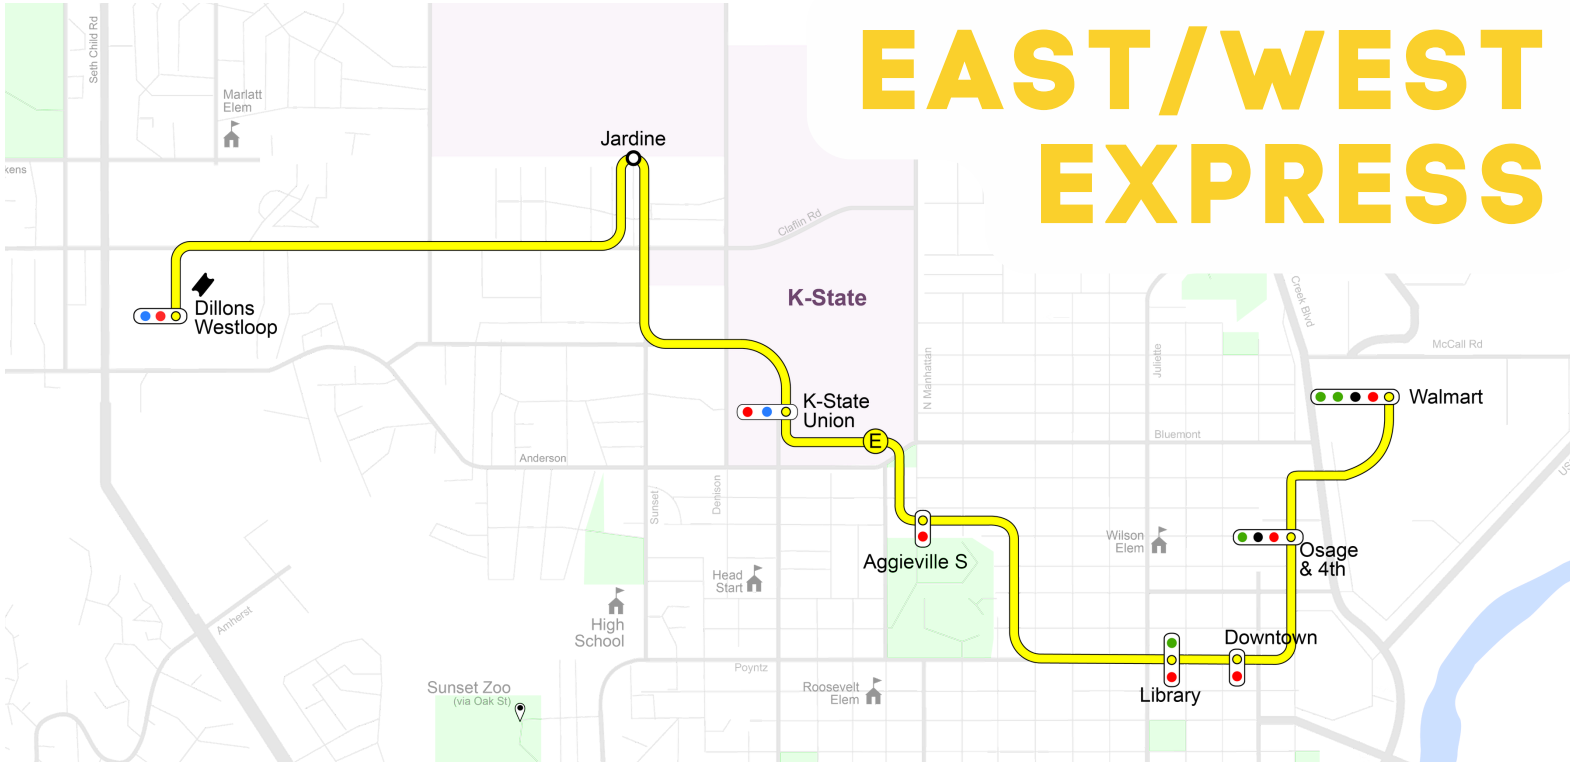 EAST/WEST
EXPRESS
Seth Child Rd
Marlatt
Elem
Jardine
kens
Claflin Rd
K-State
Creek Blvd
Dillons
Westloop
McCall Rd
Juliette
N Manhattan
K-State
Union
Walmart
E
Bluemont
Anderson
US
Sunset
Denison
Wilson
Elem
Osage
& 4th
Aggieville S
Head
Start
High
School
Amherst
Downtown
Poyntz
Library
Sunset Zoo
(via Oak St)
Roosevelt
Elem